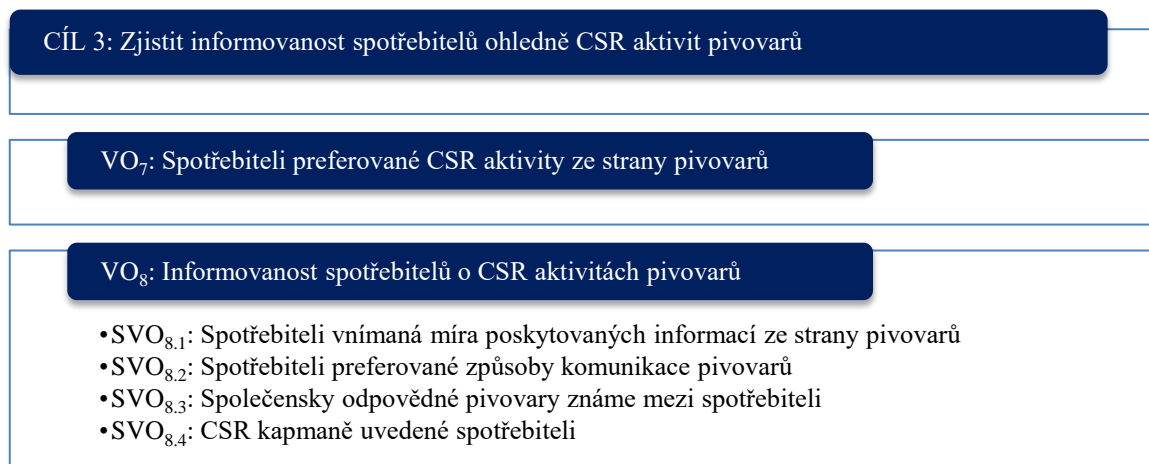 CÍL 3: Zjistit informovanost spotřebitelů ohledně CSR aktivit pivovarů
VO₇: Spotřebiteli preferované CSR aktivity ze strany pivovarů
VO₈: Informovanost spotřebitelů o CSR aktivitách pivovarů
•SVO₈.₁: Spotřebiteli vnímaná míra poskytovaných informací ze strany pivovarů
•SVO₈.₂: Spotřebiteli preferované způsoby komunikace pivovarů
•SVO₈.₃: Společensky odpovědné pivovary známe mezi spotřebiteli
•SVO₈.₄: CSR kapmaně uvedené spotřebiteli